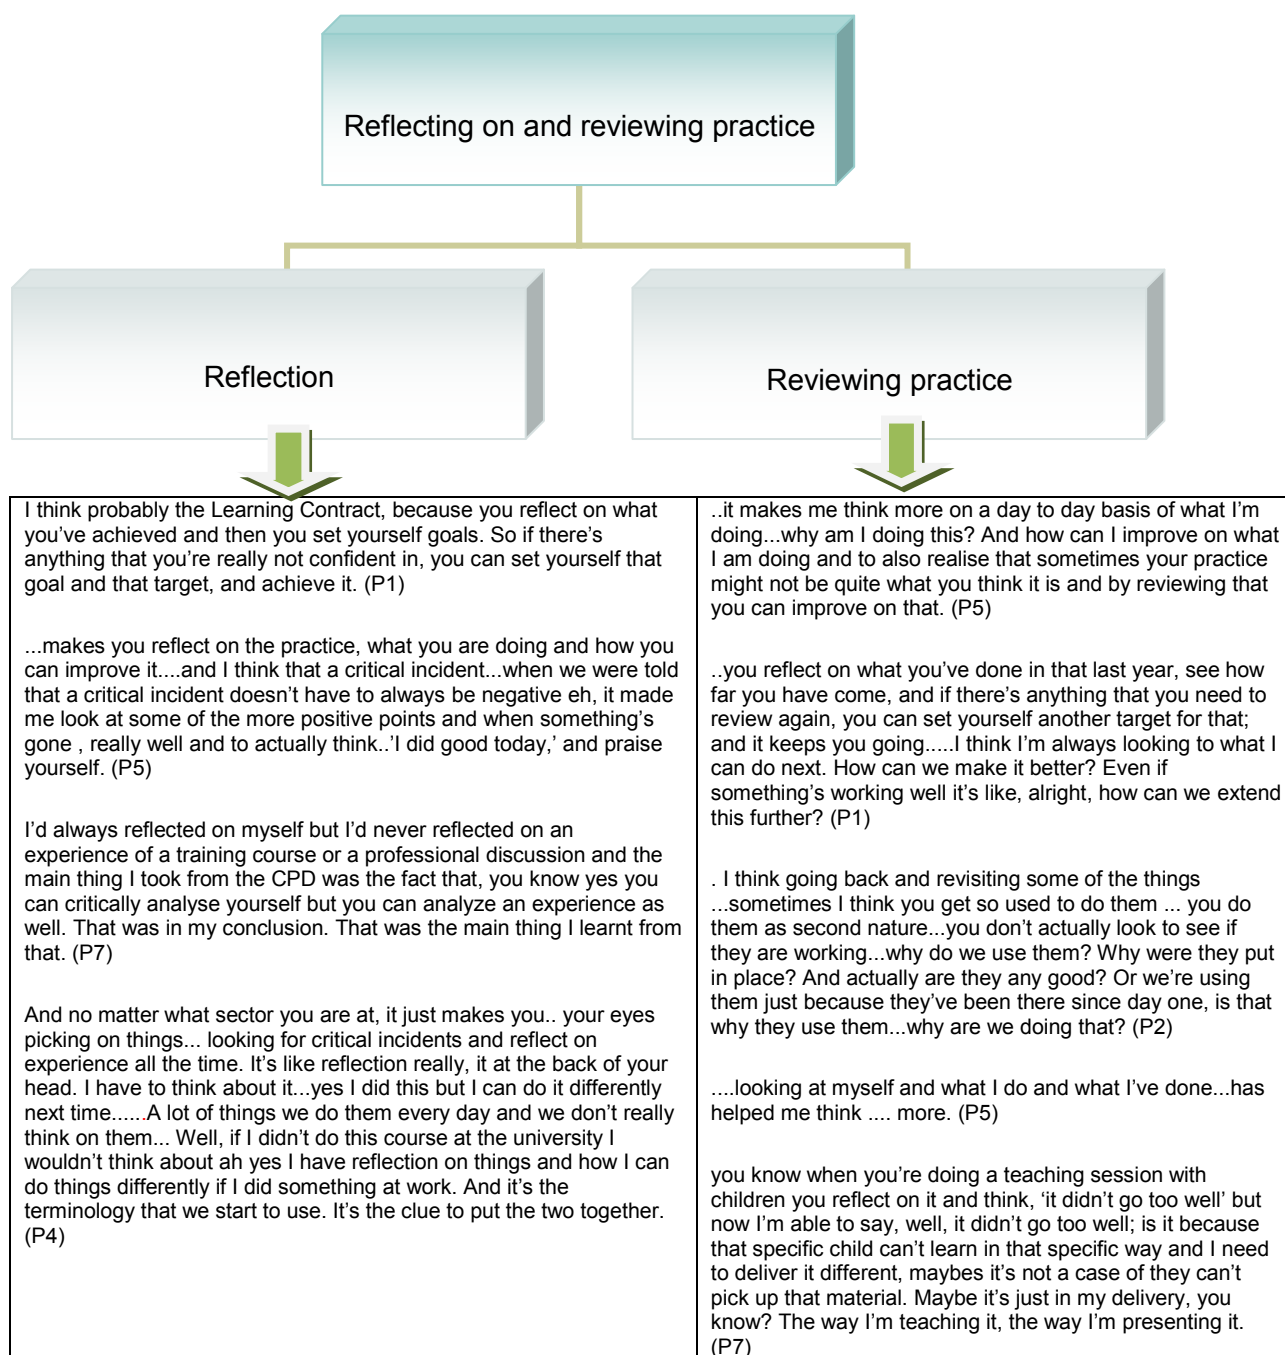 Reflecting on and reviewing practice
Reflection
Reviewing practice
I think probably the Learning Contract, because you reflect on what
you’ve achieved and then you set yourself goals. So if there’s
anything that you’re really not confident in, you can set yourself that
goal and that target, and achieve it. (P1)
...makes you reflect on the practice, what you are doing and how you
can improve it....and I think that a critical incident...when we were told
that a critical incident doesn’t have to always be negative eh, it made
me look at some of the more positive points and when something’s
gone , really well and to actually think..’I did good today,’ and praise
yourself. (P5)
I’d always reflected on myself but I’d never reflected on an
experience of a training course or a professional discussion and the
main thing I took from the CPD was the fact that, you know yes you
can critically analyse yourself but you can analyze an experience as
well. That was in my conclusion. That was the main thing I learnt from
that. (P7)
And no matter what sector you are at, it just makes you.. your eyes
picking on things... looking for critical incidents and reflect on
experience all the time. It’s like reflection really, it at the back of your
head. I have to think about it...yes I did this but I can do it differently
next time......A lot of things we do them every day and we don’t really
think on them... Well, if I didn’t do this course at the university I
wouldn’t think about ah yes I have reflection on things and how I can
do things differently if I did something at work. And it’s the
terminology that we start to use. It’s the clue to put the two together.
(P4)
..it makes me think more on a day to day basis of what I’m
doing...why am I doing this? And how can I improve on what
I am doing and to also realise that sometimes your practice
might not be quite what you think it is and by reviewing that
you can improve on that. (P5)
..you reflect on what you’ve done in that last year, see how
far you have come, and if there’s anything that you need to
review again, you can set yourself another target for that;
and it keeps you going.....I think I’m always looking to what I
can do next. How can we make it better? Even if
something’s working well it’s like, alright, how can we extend
this further? (P1)
. I think going back and revisiting some of the things
...sometimes I think you get so used to do them ... you do
them as second nature...you don’t actually look to see if
they are working...why do we use them? Why were they put
in place? And actually are they any good? Or we’re using
them just because they’ve been there since day one, is that
why they use them...why are we doing that? (P2)
....looking at myself and what I do and what I’ve done...has
helped me think .... more. (P5)
you know when you’re doing a teaching session with
children you reflect on it and think, ‘it didn’t go too well’ but
now I’m able to say, well, it didn’t go too well; is it because
that specific child can’t learn in that specific way and I need
to deliver it different, maybes it’s not a case of they can’t
pick up that material. Maybe it’s just in my delivery, you
know? The way I’m teaching it, the way I’m presenting it.
(P7)